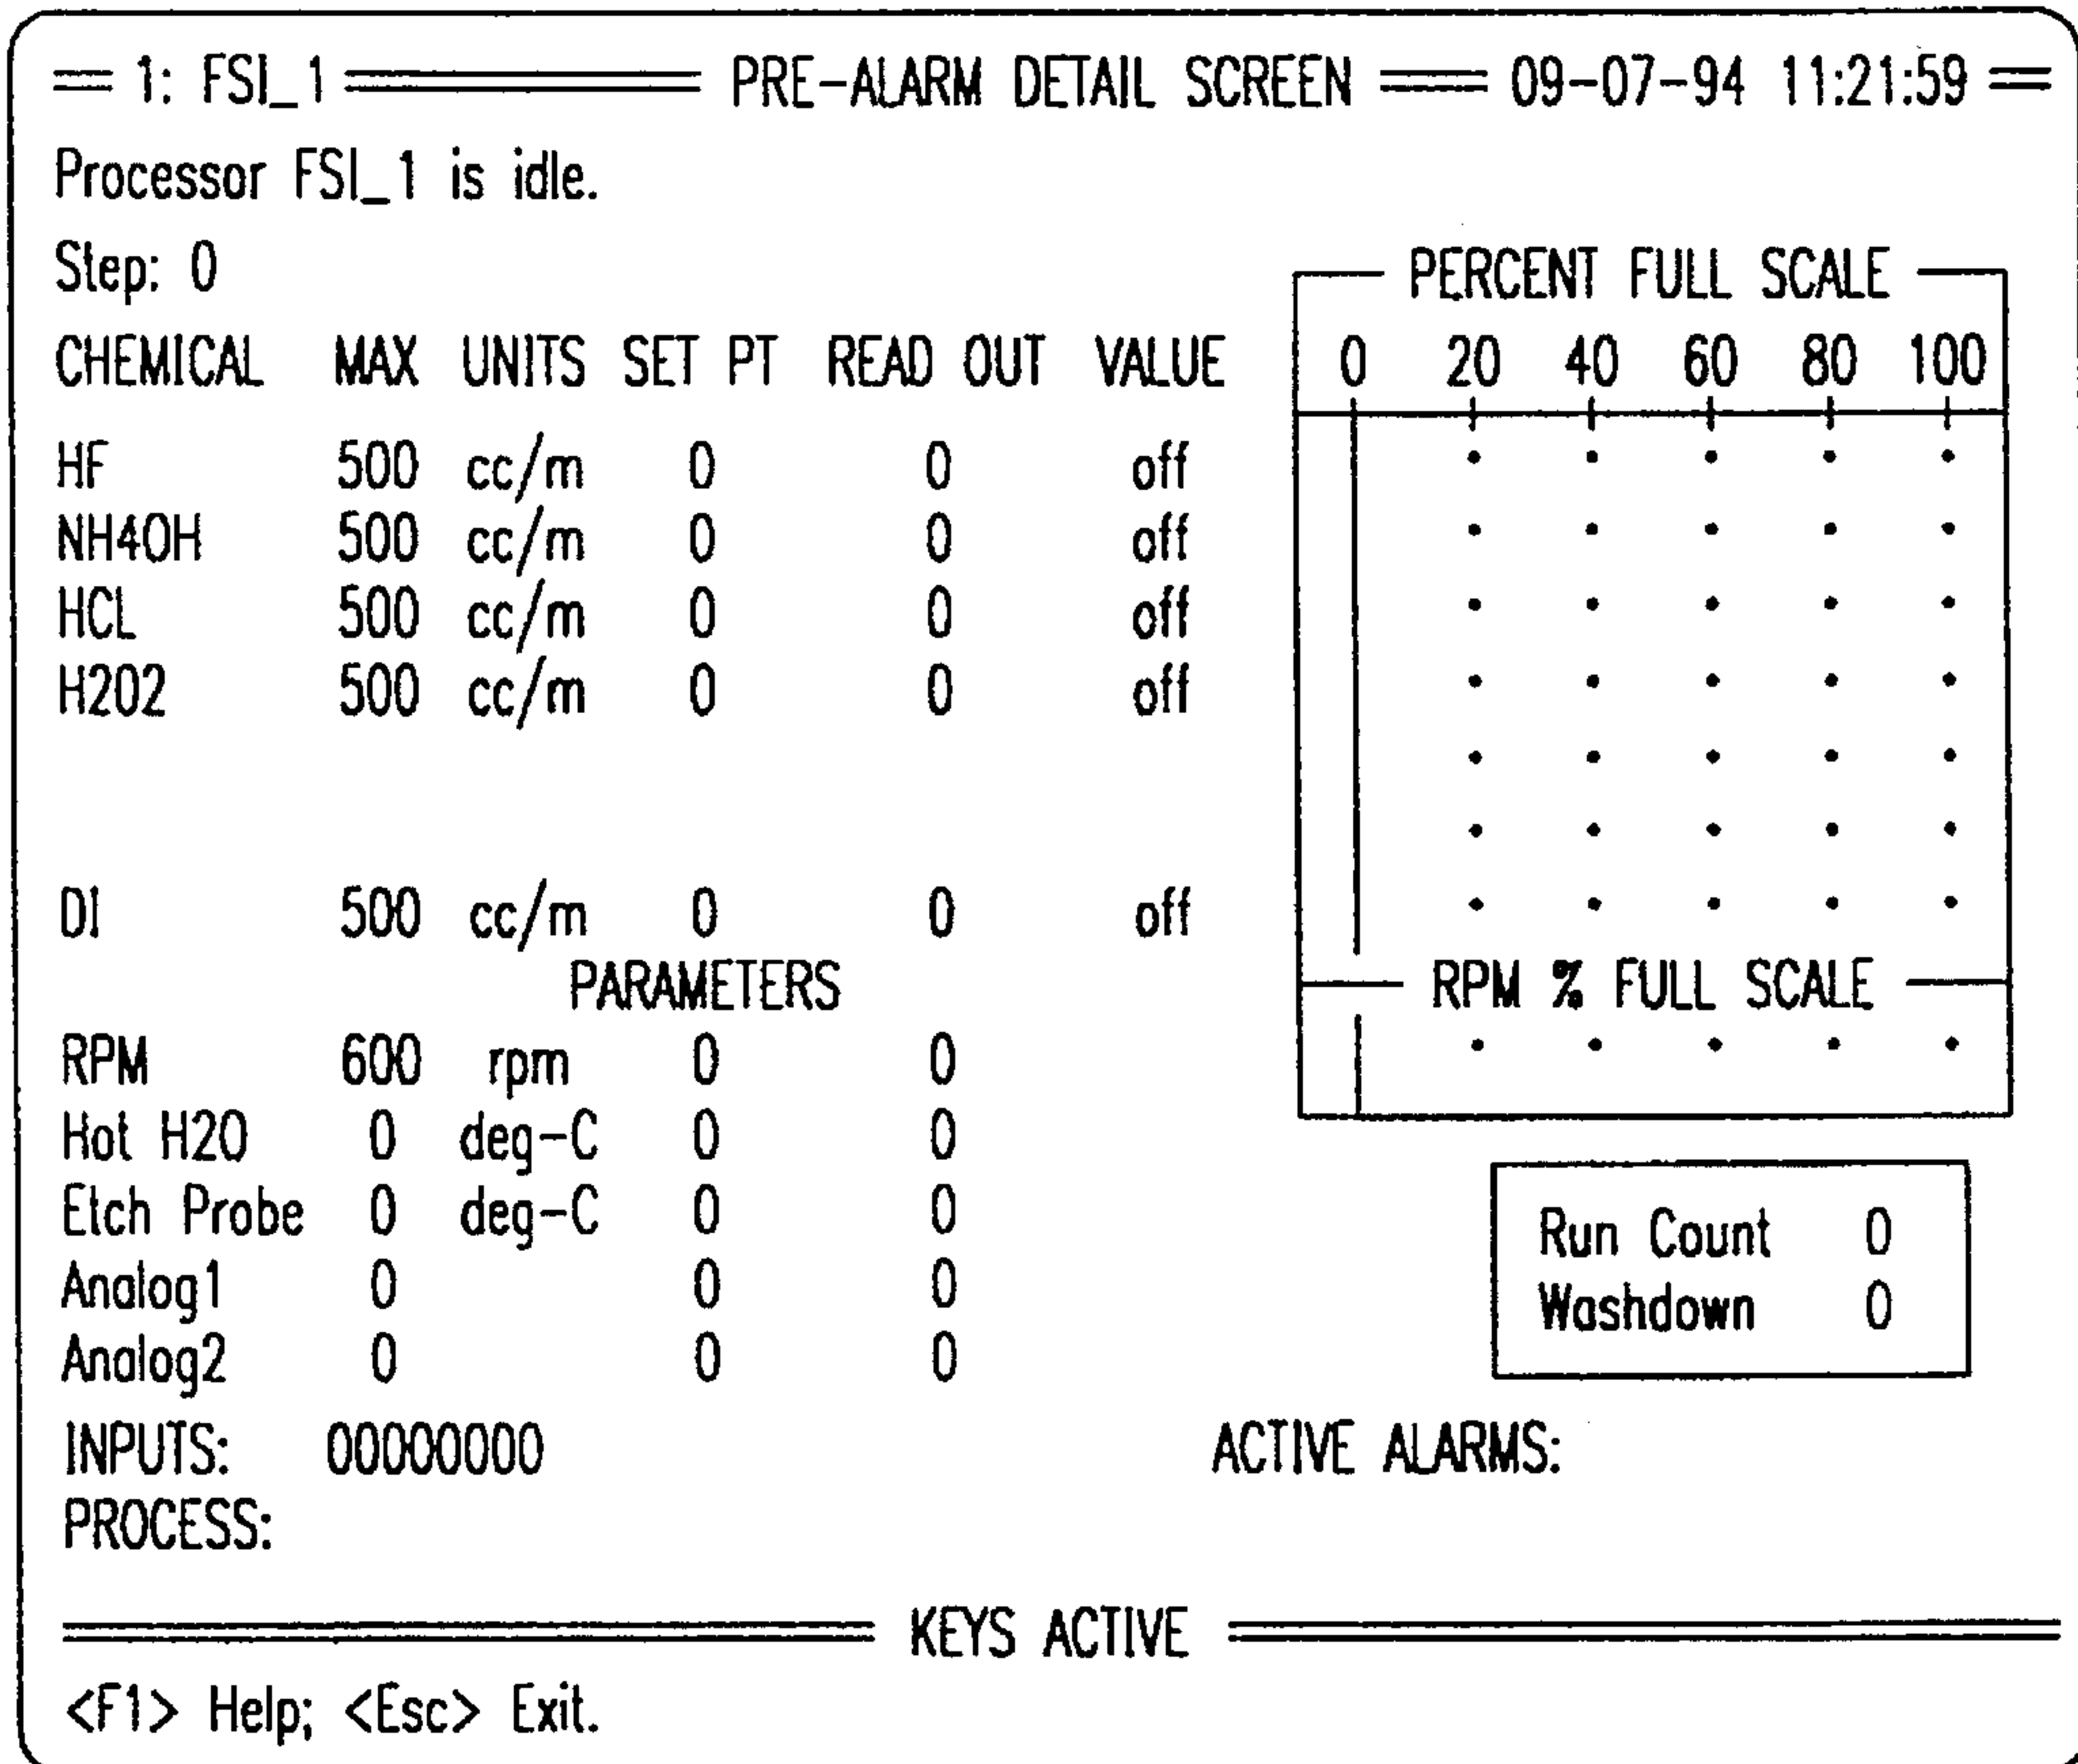 1: FSI_1 PRE-ALARM DETAIL SCREEN 09-07-94 11:21:59
Processor FSI_1 is idle.
Step: 0
PERCENT FULL SCALE
CHEMICAL MAX UNITS SET PT READ OUT VALUE 0 20 40 60 80 100
HF 500 cc/m 0 0 off
NH4OH 500 cc/m 0 0 off
HCL 500 cc/m 0 0 off
H2O2 500 cc/m 0 0 off
DI 500 cc/m 0 0 off
PARAMETERS RPM % FULL SCALE
RPM 600 rpm 0 0
Hot H2O 0 deg-C 0 0
Etch Probe 0 deg-C 0 0
Analog1 0 0 0
Analog2 0 0 0
Run Count 0
Washdown 0
INPUTS: 00000000 ACTIVE ALARMS:
PROCESS:
KEYS ACTIVE
<F1> Help; <Esc> Exit.